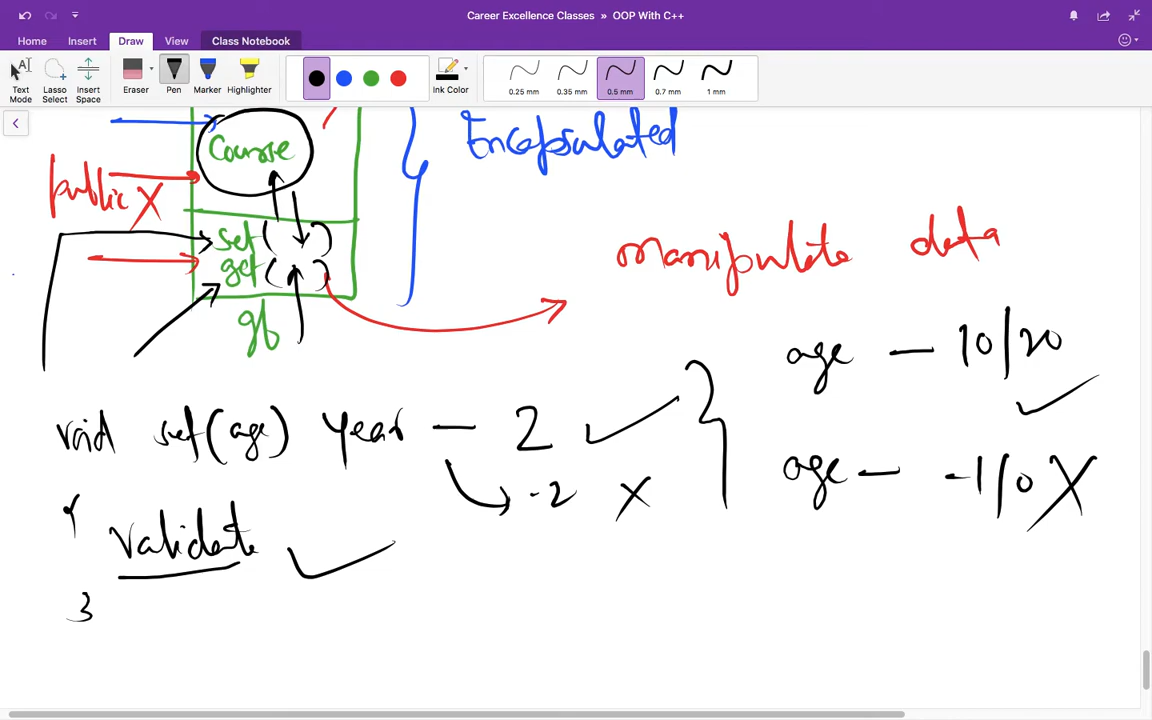 Career Excellence Classes » OOP With C++
Home Insert Draw View Class Notebook
Text Mode
Lasso Select
Insert Space
Eraser
Pen
Marker
Highlighter
Ink Color
0.25 mm
0.35 mm
0.5 mm
0.7 mm
1 mm
Encapsulated
Course
public X
set ( )
get ( )
manipulate data
age — 10/20
void set(age) year — 2
age — -1/0 X
-2 X
{
validate
}